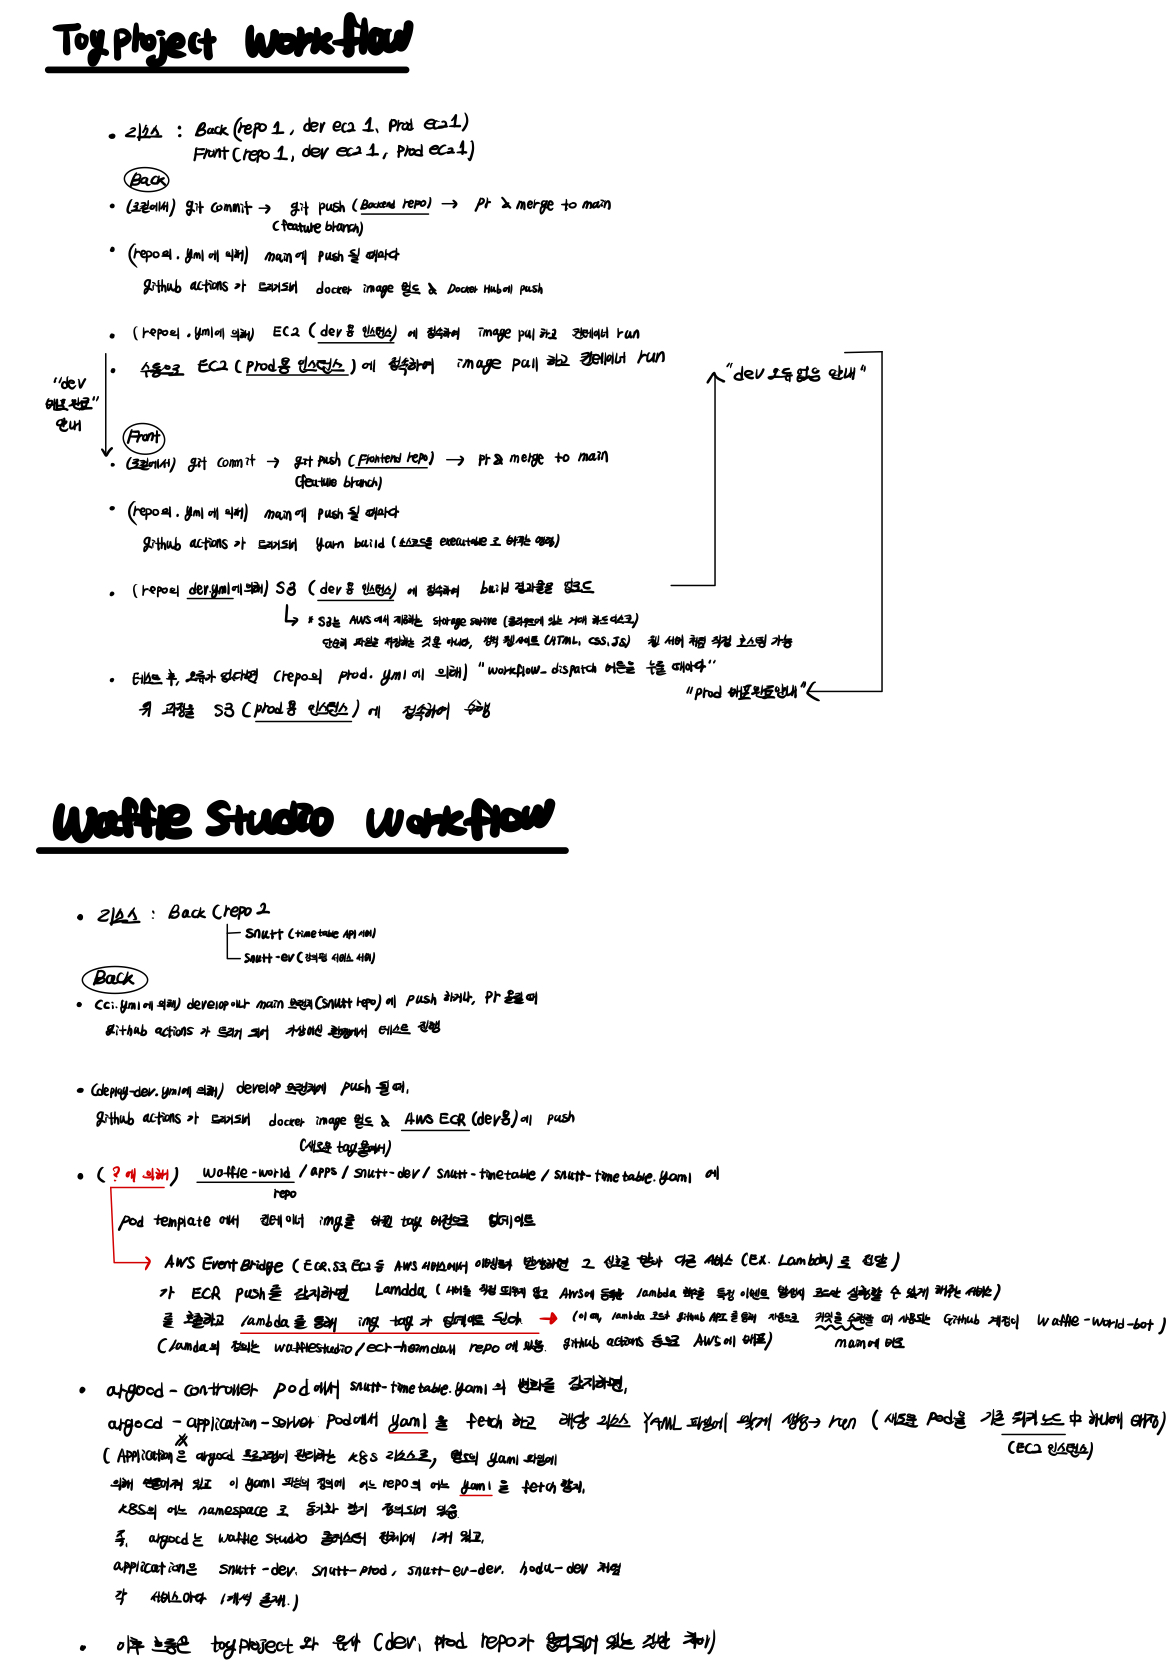 Toy project Workflow
• 리소스 : Back (repo 1, dev ec2 1, Prod ec2 1)
Front (repo 1, dev ec2 1, Prod ec2 1)
Back
• (로컬에서) git commit → git push (Backend repo) → pr & merge to main
(feature branch)
• (repo의 .yml에 의해) main에 push 될 때마다
github actions 가 트리거되어 docker image 빌드 & Docker Hub에 push
• (repo의 .yml에 의해) EC2 (dev용 인스턴스) 에 접속하여 image pull 하고 컨테이너 run
• 수동으로 EC2 (prod용 인스턴스) 에 접속하여 image pull 하고 컨테이너 run
"dev 배포완료" 안내
"dev 오류없음 안내"
Front
• (로컬에서) git commit → git push (Frontend repo) → pr & merge to main
(feature branch)
• (repo의 .yml에 의해) main에 push 될 때마다
github actions 가 트리거되어 yarn build (소스코드를 executable로 바꾸는 명령)
• (repo의 dev.yml에 의해) S3 (dev용 인스턴스) 에 접속하여 build 결과물을 업로드
* S3는 AWS에서 제공하는 storage serive (클라우드에 있는 거대 하드디스크)
단순히 파일을 저장하는 것뿐 아니라, 정적 웹사이트 (HTML, CSS, JS) 웹 서버 처럼 직접 호스팅 가능
• 테스트 후, 오류가 없다면 (repo의 prod.yml에 의해) "workflow_dispatch 버튼을 누를 때마다"
"prod 배포완료안내"
위 과정을 S3 (prod용 인스턴스) 에 접속하여 수행
Waffle Studio Workflow
• 리소스 : Back (repo 2
snutt (timetable API 서버)
snutt-ev (강의평 서비스 서버)
Back
• (ci.yml에 의해) develop이나 main 브랜치(snutt repo)에 push 하거나, pr 올릴 때
github actions 가 트리거 되어 가상머신 환경에서 테스트 진행
• (deploy-dev.yml에 의해) develop 브랜치에 push 될 때,
github actions 가 트리거되어 docker image 빌드 & AWS ECR (dev용)에 push
(새로운 tag 붙여서)
• (? 에 의해) waffle-world / apps / snutt-dev / snutt-timetable / snutt-timetable.yaml 에
repo
pod template 에서 컨테이너 img를 바뀐 tag 버전으로 업데이트
AWS EventBridge (ECR, S3, EC2 등 AWS 서비스에서 이벤트가 발생하면 그 신호를 받아 다른 서비스 (EX. Lambda) 로 전달)
가 ECR push를 감지하면 Lamdda (서버를 직접 띄우지 않고 AWS에 등록한 lambda 함수를 특정 이벤트 발생시 코드만 실행할 수 있게 해주는 서비스)
를 호출하고 lambda를 통해 img tag 가 업데이트 된다 → (이 때, lambda 코드가 github API 를 통해 자동으로 커밋을 수행할 때 사용되는 GitHub 계정이 waffle-world-bot)
(lamda의 정의는 wafflestudio/ecr-heimdall repo에 있음. github actions 등으로 AWS에 배포) main에 바로
• argocd-controller pod에서 snutt-timetable.yaml의 변화를 감지하면,
argocd-application-server pod에서 yaml 을 fetch 하고 해당 리소스 YAML 파일에 맞게 생성 → run (새로운 Pod을 기존 워커 노드 中 하나에 배정)
(EC2 인스턴스)
* (Application은 argocd 프로그램이 관리하는 K8S 리소스로, 별도의 yaml 파일에
의해 만들어져 있고 이 yaml 파일의 정의에 어느 repo의 어느 yaml 을 fetch 할지,
K8S의 어느 namespace 로 동기화 할지 정의되어 있음
즉, argocd는 waffle studio 클러스터 전체에 1개 있고,
application은 snutt-dev, snutt-prod, snutt-ev-dev, hodu-dev 처럼
각 서비스마다 1개씩 존재.)
• 이후 흐름은 toy project 와 유사 (dev, prod repo가 분리되어 있는 것만 차이)